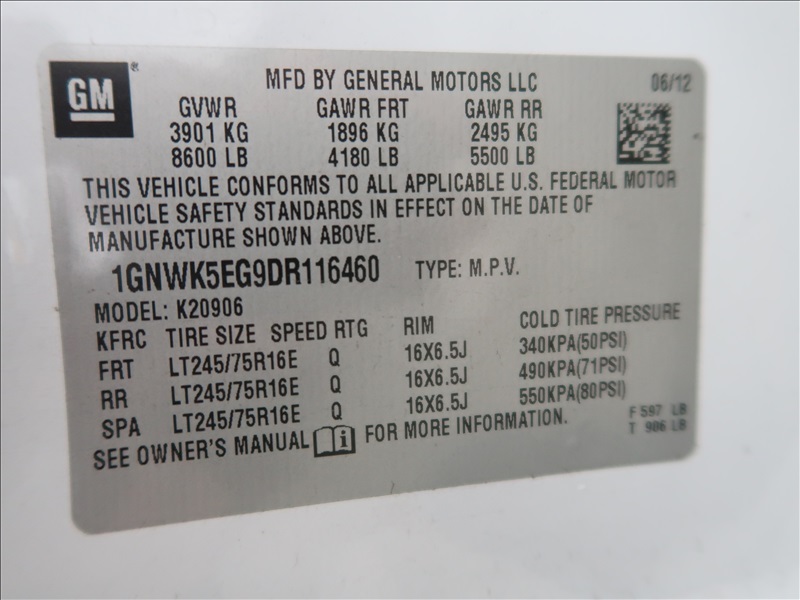 GM ® MFD BY GENERAL MOTORS LLC 06/12
GVWR GAWR FRT GAWR RR
3901 KG 1896 KG 2495 KG
8600 LB 4180 LB 5500 LB
THIS VEHICLE CONFORMS TO ALL APPLICABLE U.S. FEDERAL MOTOR
VEHICLE SAFETY STANDARDS IN EFFECT ON THE DATE OF
MANUFACTURE SHOWN ABOVE.
1GNWK5EG9DR116460 TYPE: M.P.V.
MODEL: K20906
KFRC TIRE SIZE SPEED RTG RIM COLD TIRE PRESSURE
FRT LT245/75R16E Q 16X6.5J 340KPA(50PSI)
RR LT245/75R16E Q 16X6.5J 490KPA(71PSI)
SPA LT245/75R16E Q 16X6.5J 550KPA(80PSI)
SEE OWNER'S MANUAL i FOR MORE INFORMATION.
F 597 LB
T 906 LB